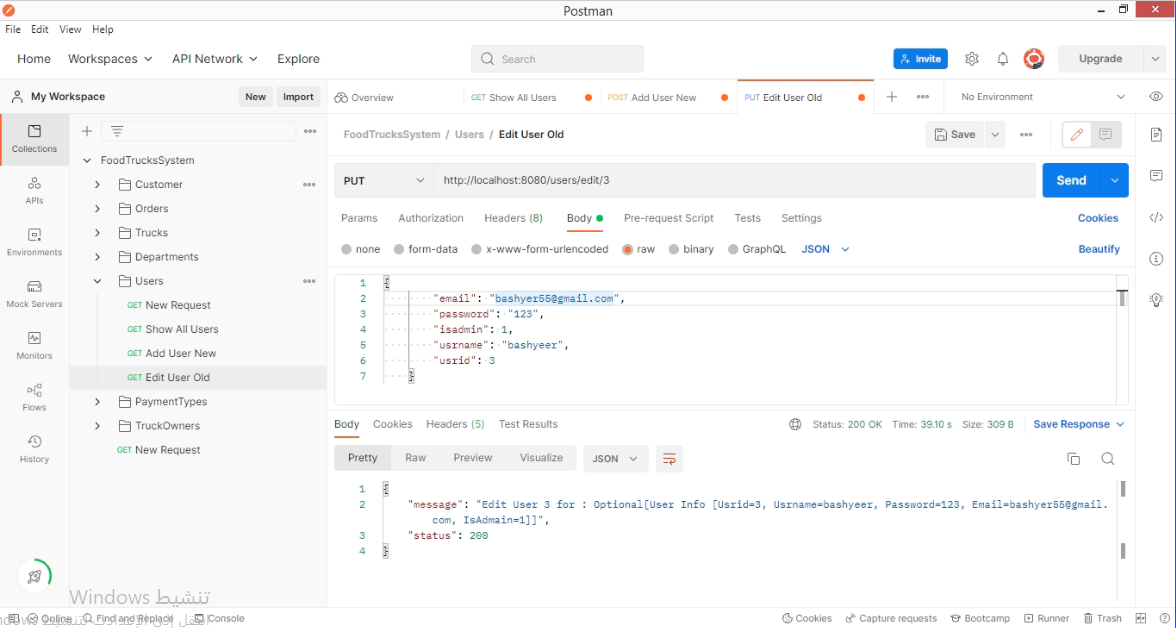 Postman
File Edit View Help
Home Workspaces API Network Explore Search Invite Upgrade
My Workspace New Import Overview GET Show All Users POST Add User New PUT Edit User Old No Environment
Collections
APIs
Environments
Mock Servers
Monitors
Flows
History
FoodTrucksSystem
Customer
Orders
Trucks
Departments
Users
GET New Request
GET Show All Users
GET Add User New
GET Edit User Old
PaymentTypes
TruckOwners
GET New Request
FoodTrucksSystem / Users / Edit User Old Save
PUT http://localhost:8080/users/edit/3 Send
Params Authorization Headers (8) Body Pre-request Script Tests Settings Cookies
none form-data x-www-form-urlencoded raw binary GraphQL JSON Beautify
1 {
2 "email": "bashyer55@gmail.com",
3 "password": "123",
4 "isadmin": 1,
5 "usrname": "bashyeer",
6 "usrid": 3
7 }
Body Cookies Headers (5) Test Results Status: 200 OK Time: 39.10 s Size: 309 B Save Response
Pretty Raw Preview Visualize JSON
1 {
2 "message": "Edit User 3 for : Optional[User Info [Usrid=3, Usrname=bashyeer, Password=123, Email=bashyer55@gmail.
com, IsAdmain=1]]",
3 "status": 200
4 }
تنشيط Windows
Online Find and Replace Console Cookies Capture requests Bootcamp Runner Trash